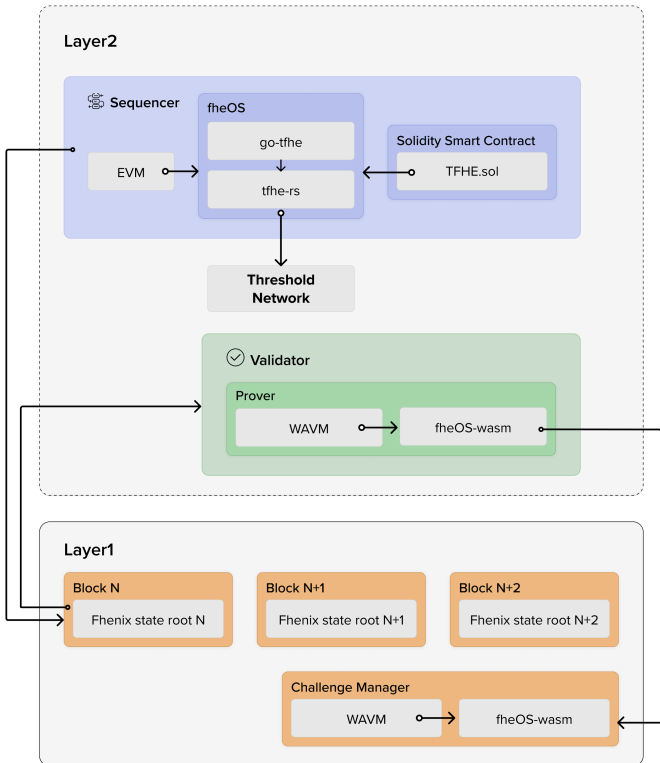 Layer2
Sequencer
fheOS
go-tfhe
Solidity Smart Contract
EVM
TFHE.sol
tfhe-rs
Threshold
Network
Validator
Prover
WAVM
fheOS-wasm
Layer1
Block N
Block N+1
Block N+2
Fhenix state root N
Fhenix state root N+1
Fhenix state root N+2
Challenge Manager
WAVM
fheOS-wasm